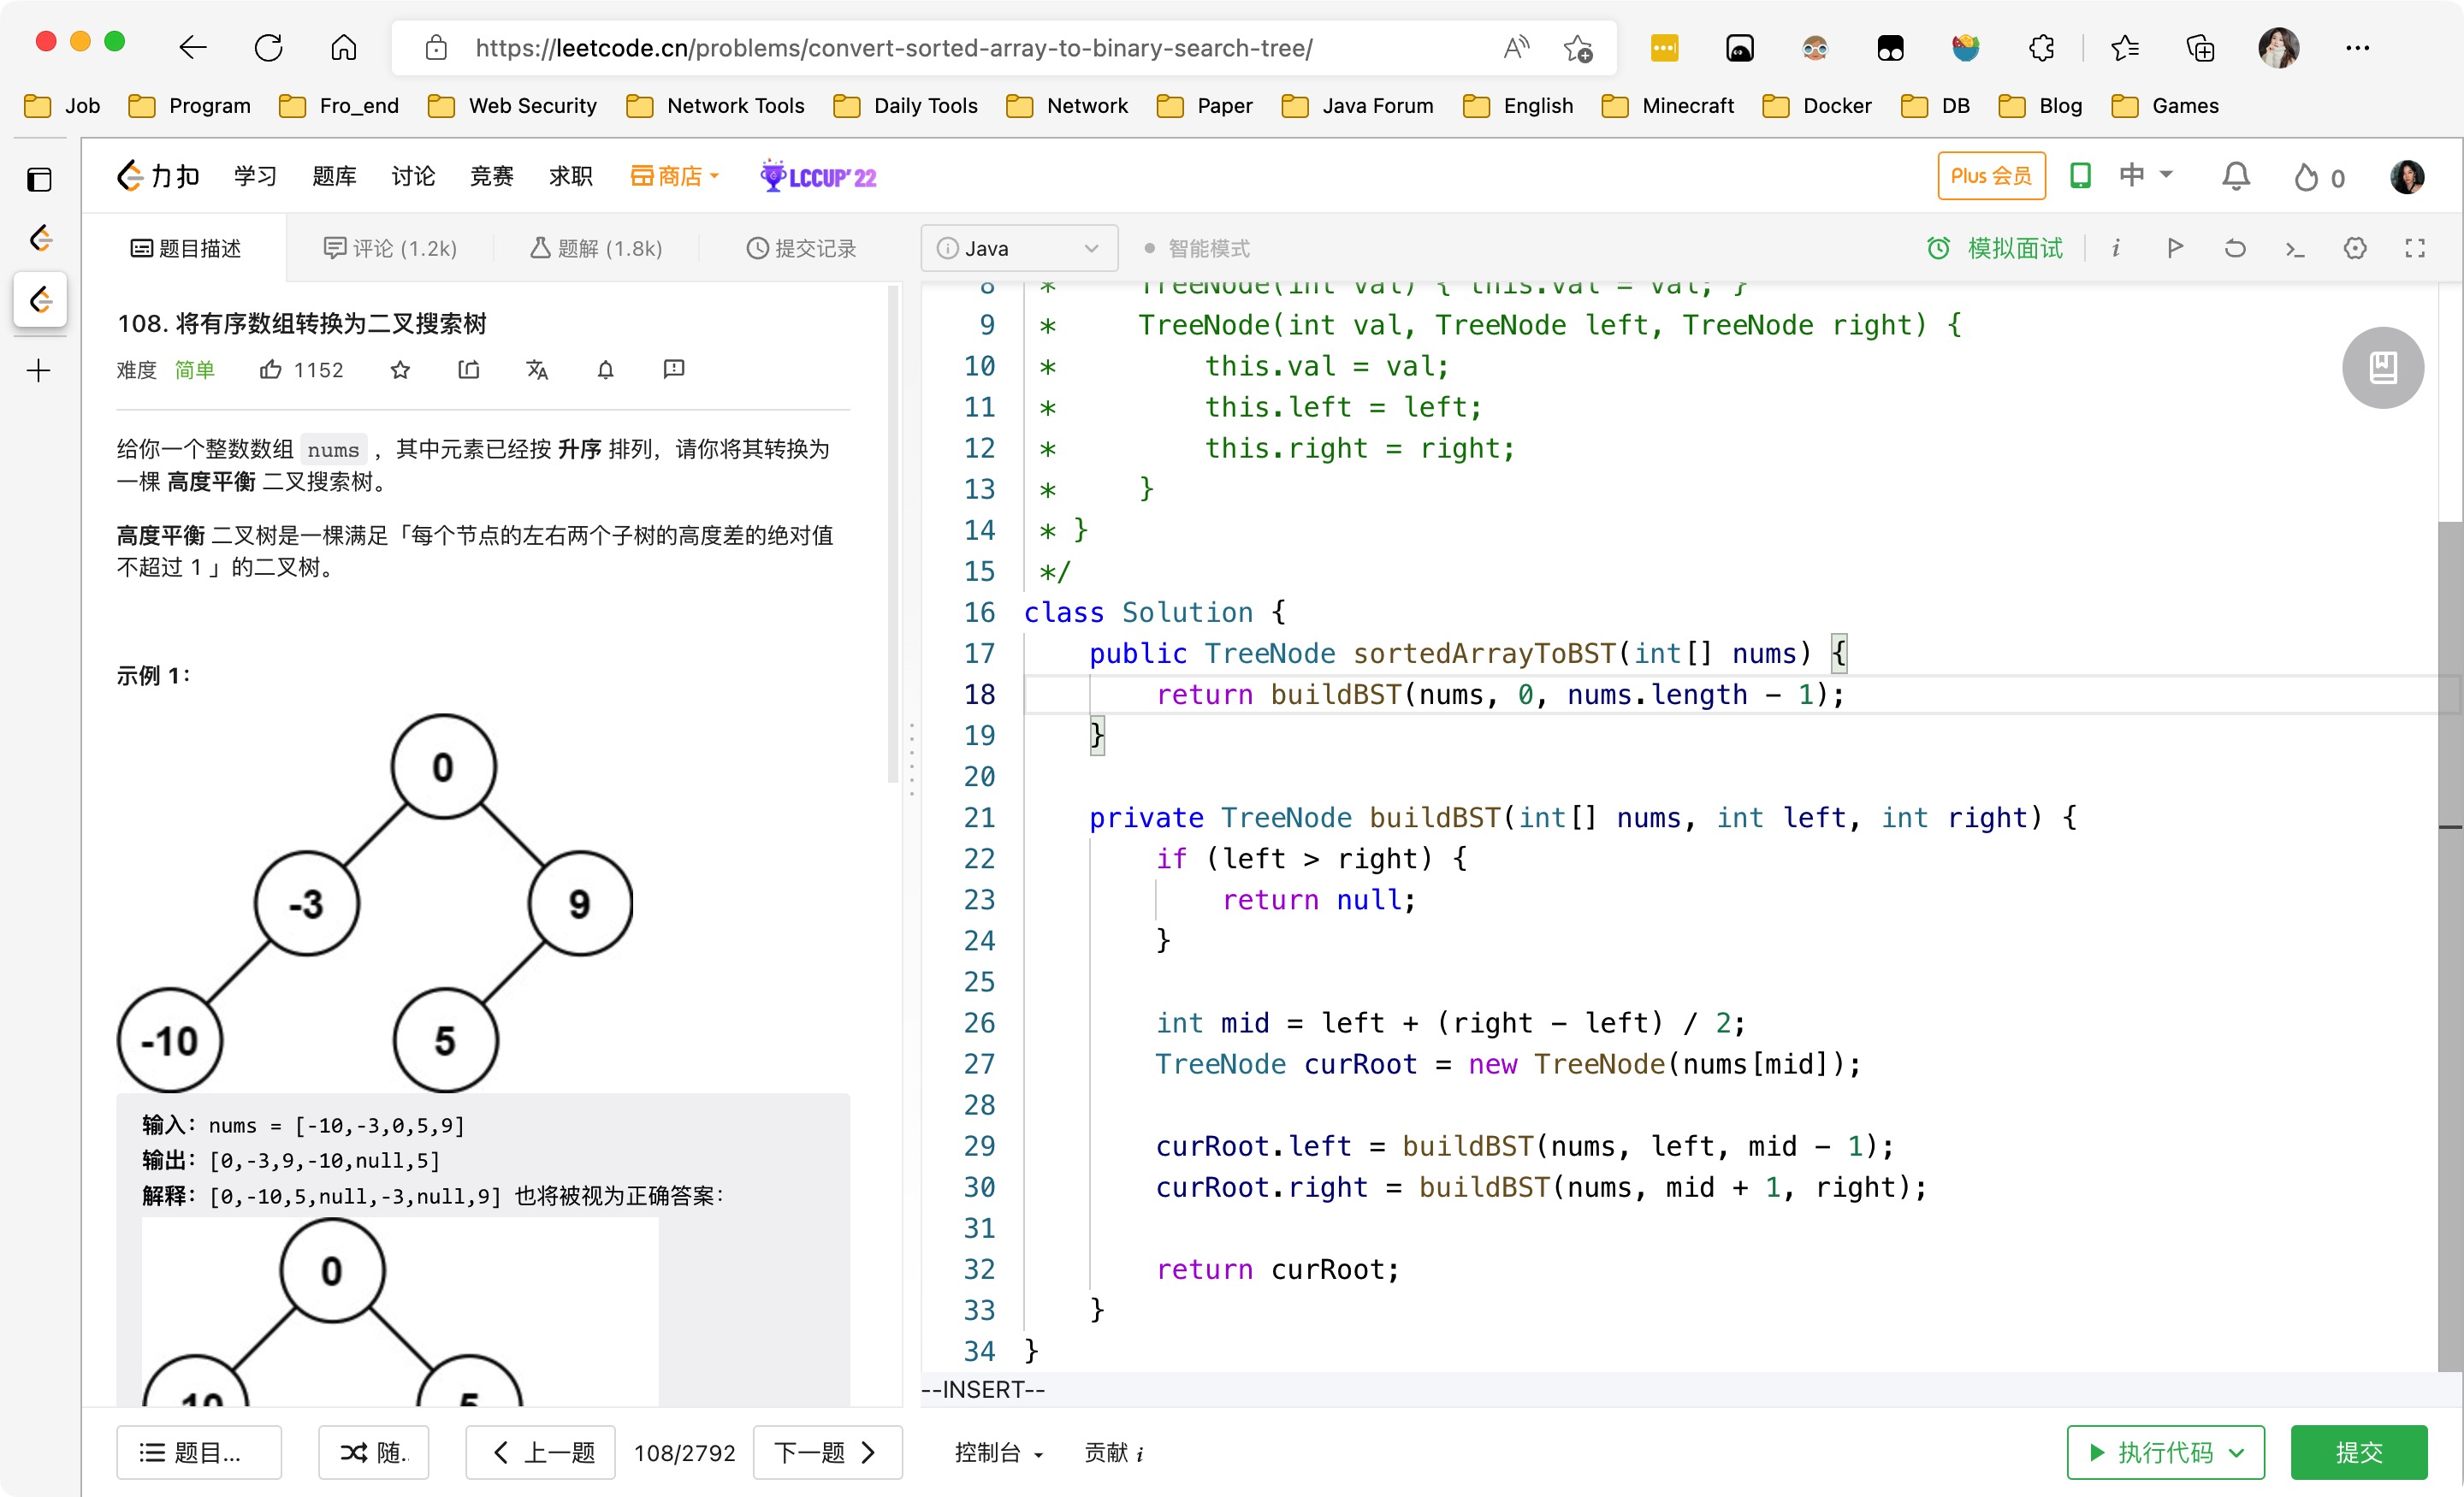 https://leetcode.cn/problems/convert-sorted-array-to-binary-search-tree/
Job Program Fro_end Web Security Network Tools Daily Tools Network Paper Java Forum English Minecraft Docker DB Blog Games
力扣 学习 题库 讨论 竞赛 求职 商店 LCCUP'22 Plus 会员 中 0
题目描述 评论 (1.2k) 题解 (1.8k) 提交记录
Java 智能模式 模拟面试
108. 将有序数组转换为二叉搜索树
难度 简单 1152
给你一个整数数组 nums ，其中元素已经按 升序 排列，请你将其转换为
一棵 高度平衡 二叉搜索树。
高度平衡 二叉树是一棵满足「每个节点的左右两个子树的高度差的绝对值
不超过 1 」的二叉树。
示例 1：
0
-3 9
-10 5
输入：nums = [-10,-3,0,5,9]
输出：[0,-3,9,-10,null,5]
解释：[0,-10,5,null,-3,null,9] 也将被视为正确答案：
0
-10 5
8 * TreeNode(int val) { this.val = val; }
9 * TreeNode(int val, TreeNode left, TreeNode right) {
10 * this.val = val;
11 * this.left = left;
12 * this.right = right;
13 * }
14 * }
15 */
16 class Solution {
17 public TreeNode sortedArrayToBST(int[] nums) {
18 return buildBST(nums, 0, nums.length - 1);
19 }
20
21 private TreeNode buildBST(int[] nums, int left, int right) {
22 if (left > right) {
23 return null;
24 }
25
26 int mid = left + (right - left) / 2;
27 TreeNode curRoot = new TreeNode(nums[mid]);
28
29 curRoot.left = buildBST(nums, left, mid - 1);
30 curRoot.right = buildBST(nums, mid + 1, right);
31
32 return curRoot;
33 }
34 }
--INSERT--
题目... 随.. 上一题 108/2792 下一题 控制台 贡献 i 执行代码 提交